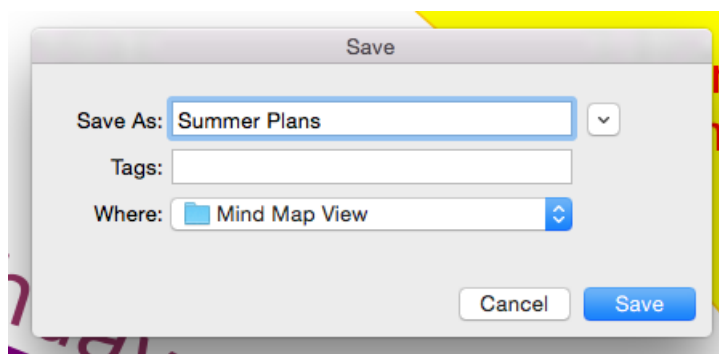 Save
Save As: Summer Plans
Tags:
Where: Mind Map View
Cancel Save